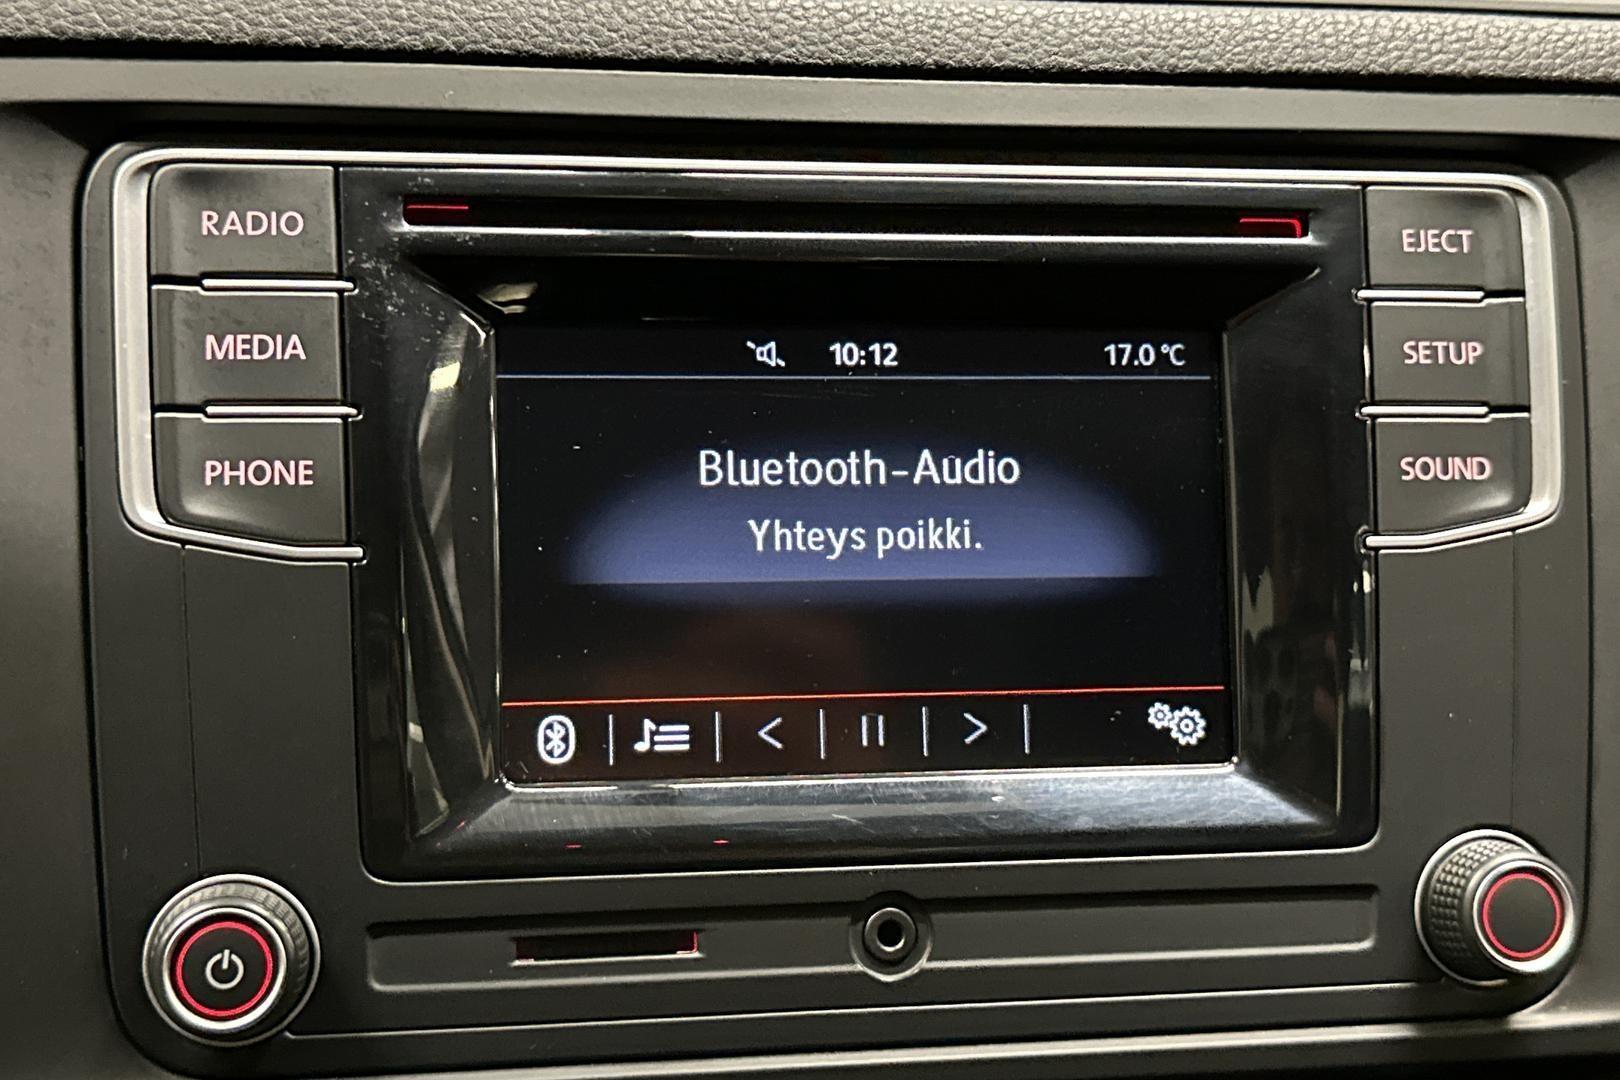 RADIO
MEDIA
PHONE
EJECT
SETUP
SOUND
10:12
17.0 °C
Bluetooth-Audio
Yhteys poikki.